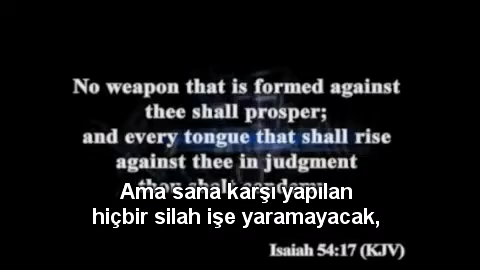 No weapon that is formed against
thee shall prosper;
and every tongue that shall rise
against thee in judgment
Ama sana karşı yapılan
hiçbir silah işe yaramayacak,
Isaiah 54:17 (KJV)